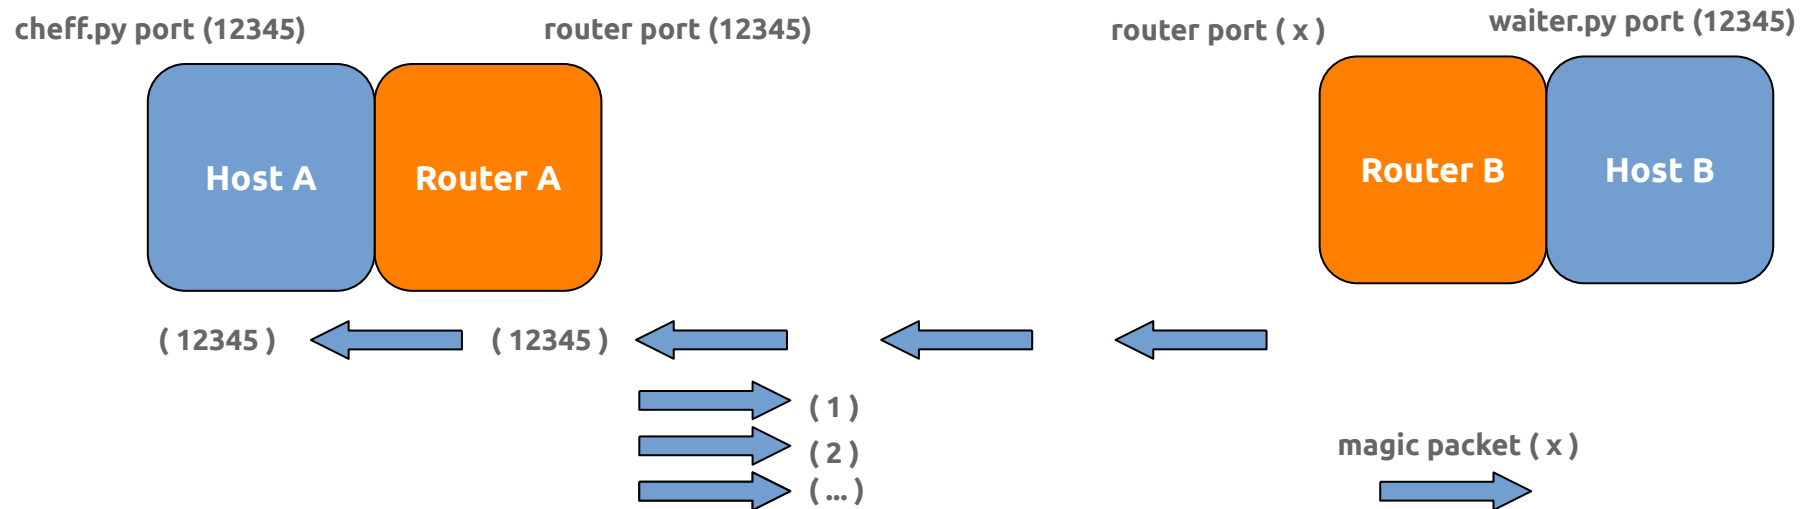 cheff.py port (12345)
router port (12345)
router port ( x )
waiter.py port (12345)
Host A
Router A
Router B
Host B
( 12345 )
( 12345 )
( 1 )
( 2 )
( ... )
magic packet ( x )